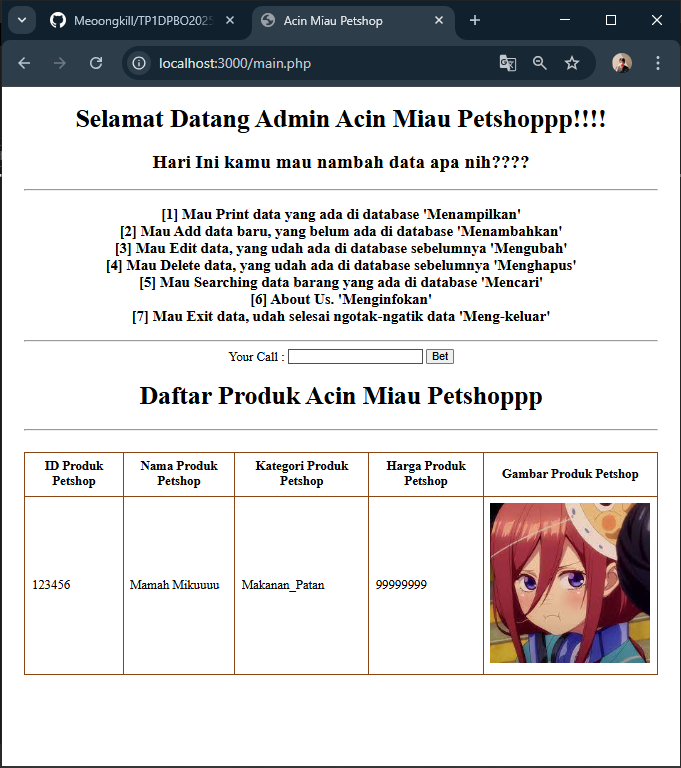 Meoongkill/TP1DPBO2025
Acin Miau Petshop
localhost:3000/main.php
Selamat Datang Admin Acin Miau Petshoppp!!!!
Hari Ini kamu mau nambah data apa nih????
[1] Mau Print data yang ada di database 'Menampilkan'
[2] Mau Add data baru, yang belum ada di database 'Menambahkan'
[3] Mau Edit data, yang udah ada di database sebelumnya 'Mengubah'
[4] Mau Delete data, yang udah ada di database sebelumnya 'Menghapus'
[5] Mau Searching data barang yang ada di database 'Mencari'
[6] About Us. 'Menginfokan'
[7] Mau Exit data, udah selesai ngotak-ngatik data 'Meng-keluar'
Your Call : Bet
Daftar Produk Acin Miau Petshoppp
ID Produk Petshop
Nama Produk Petshop
Kategori Produk Petshop
Harga Produk Petshop
Gambar Produk Petshop
123456
Mamah Mikuuuu
Makanan_Patan
99999999